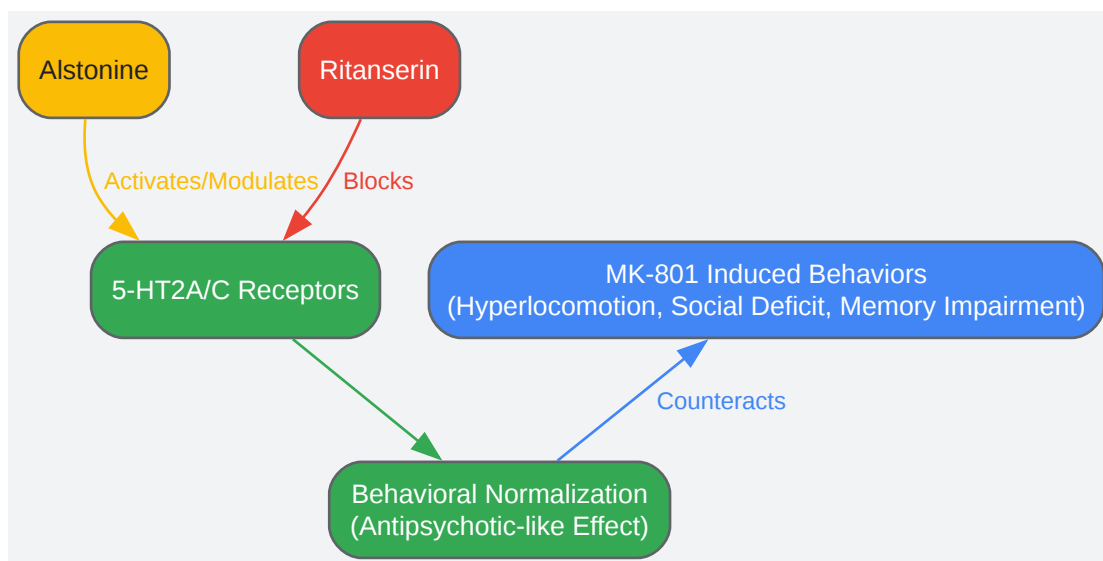 Alstonine
Ritanserin
Activates/Modulates
Blocks
5-HT2A/C Receptors
MK-801 Induced Behaviors
(Hyperlocomotion, Social Deficit, Memory Impairment)
Counteracts
Behavioral Normalization
(Antipsychotic-like Effect)